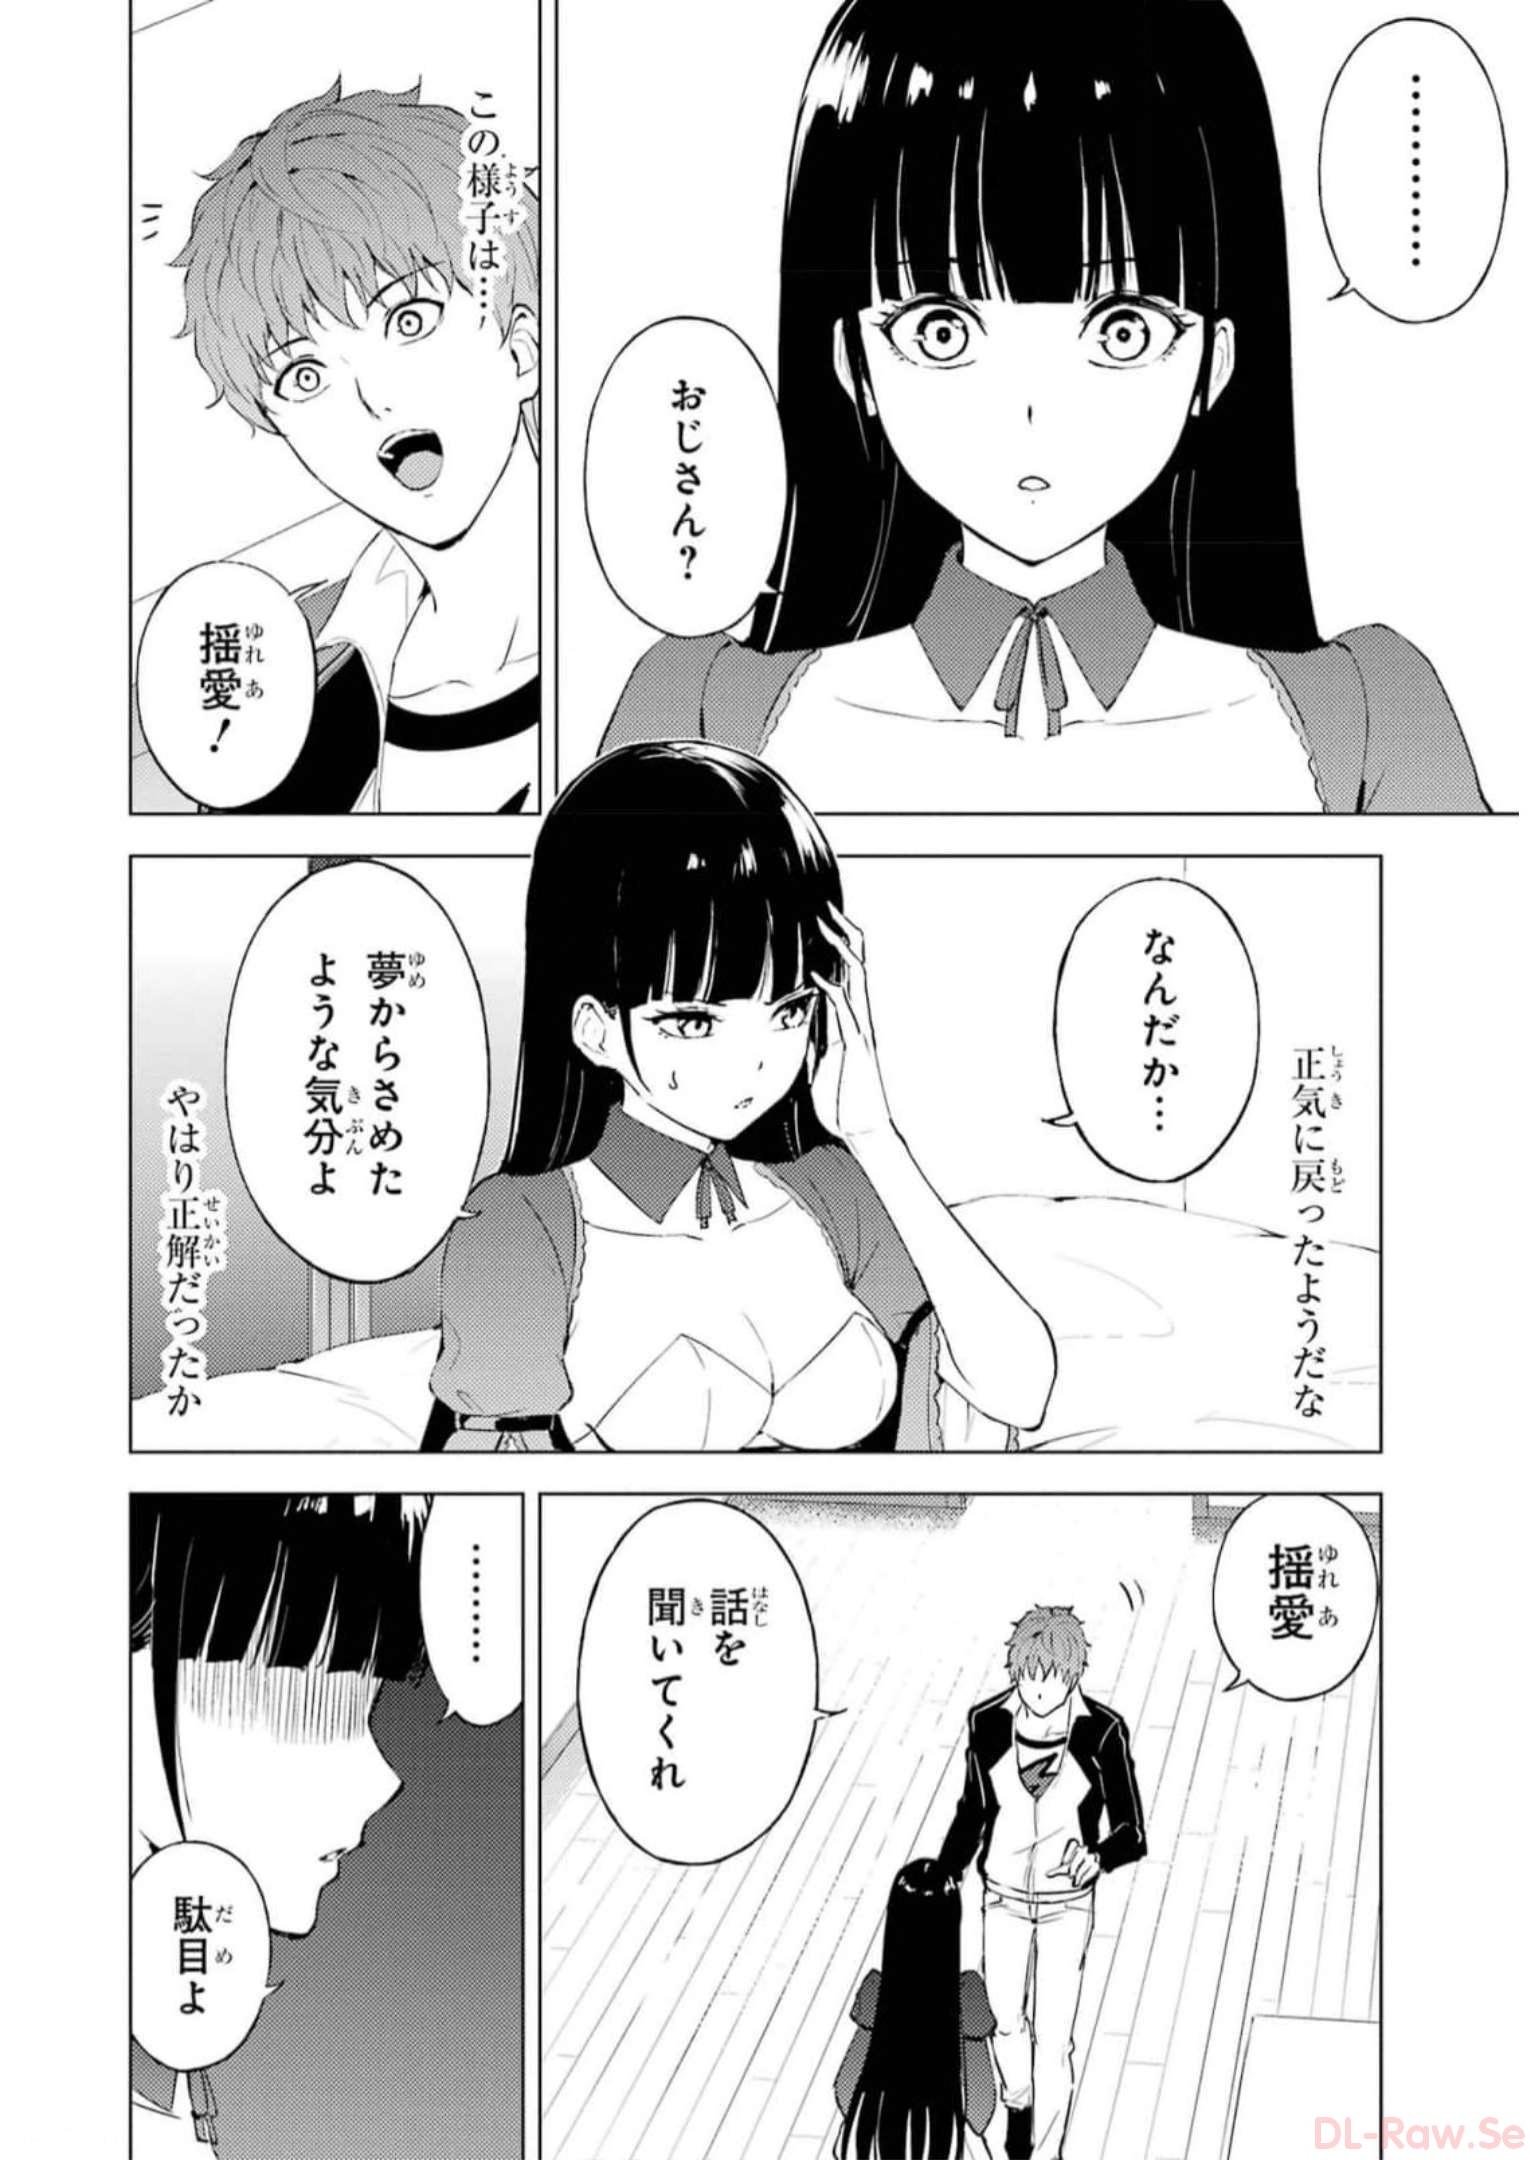 …………
おじさん？
この様子は……！
揺愛！
正気に戻ったようだな
なんだか…
夢からさめた
ような気分よ
やはり正解だったか
揺愛
話を
聞いてくれ
………
駄目よ
DL-Raw.Se